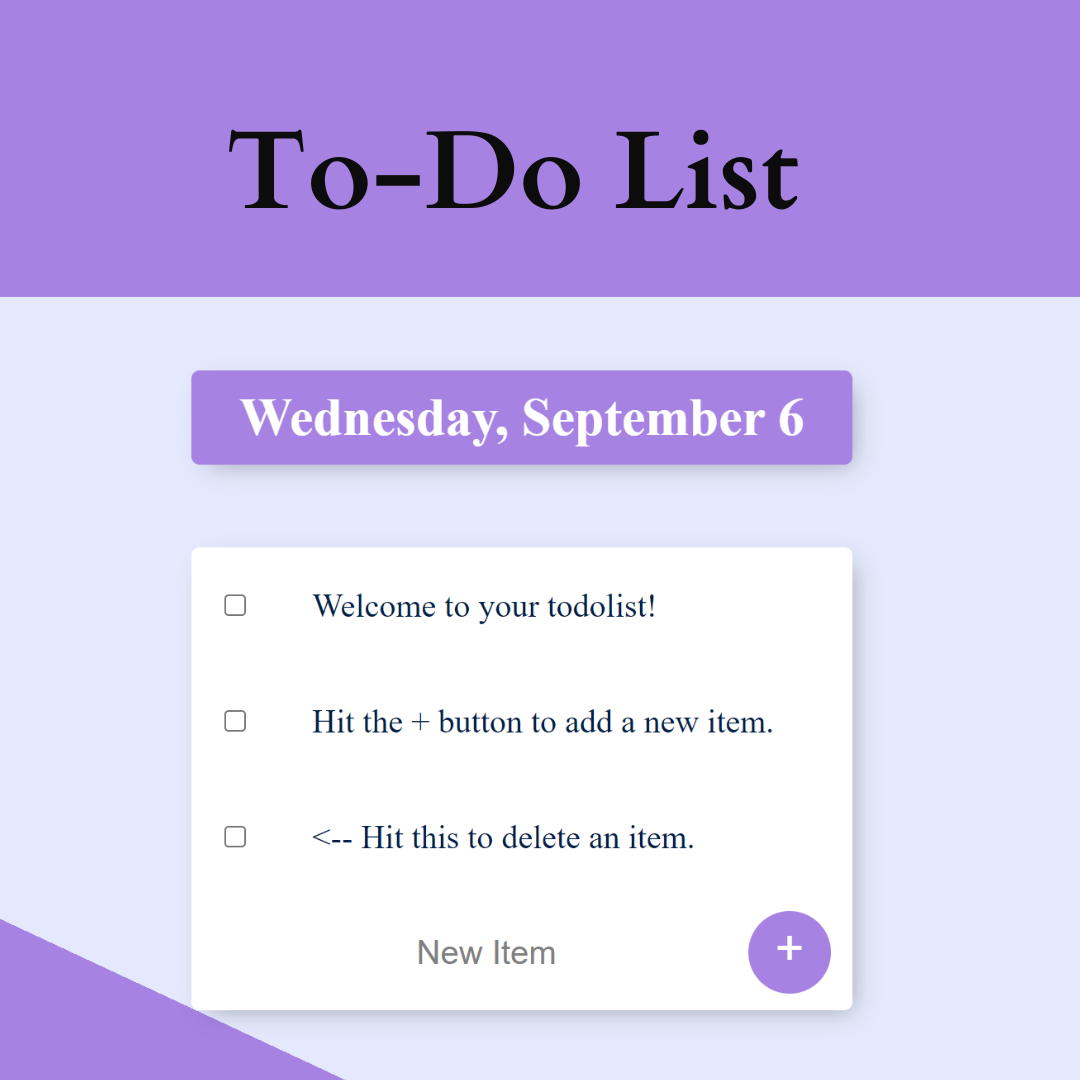 To-Do List
Wednesday, September 6
Welcome to your todolist!
Hit the + button to add a new item.
<-- Hit this to delete an item.
New Item
+